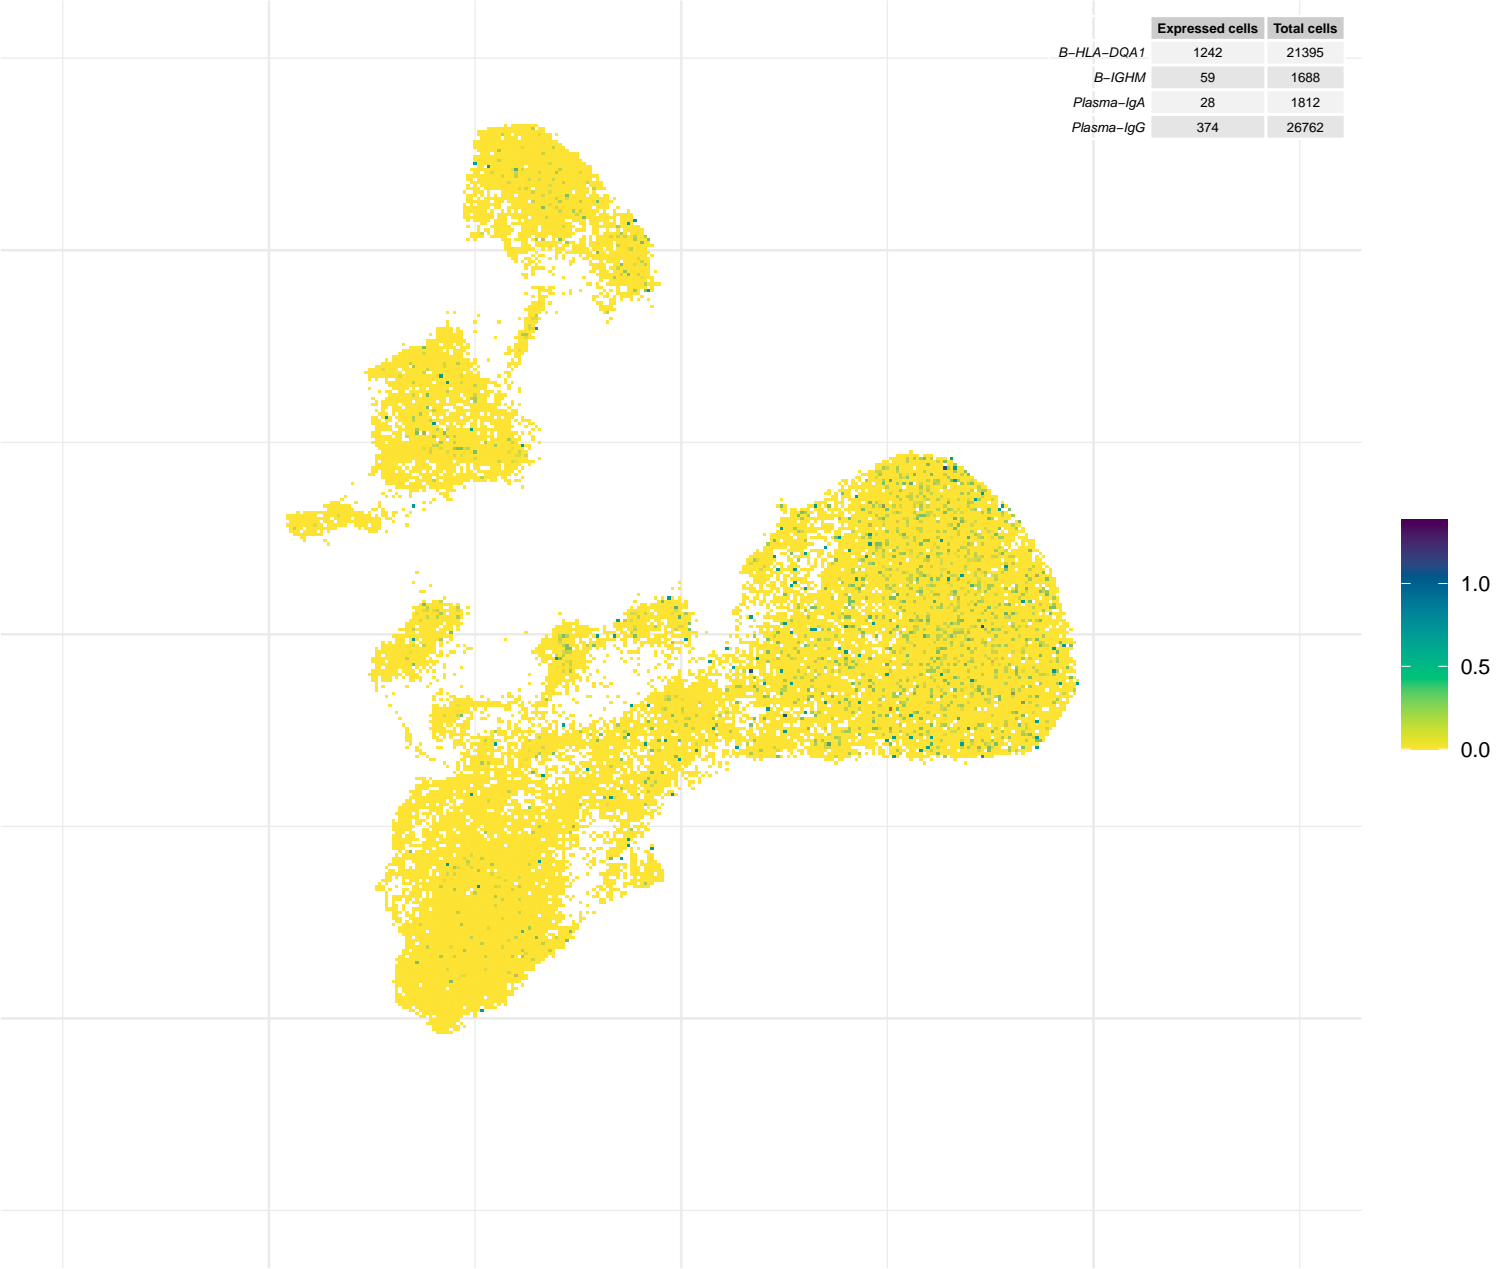 Expressed cells Total cells
B−HLA−DQA1 1242 21395
B−IGHM 59 1688
Plasma−IgA 28 1812
Plasma−IgG 374 26762
1.0
0.5
0.0